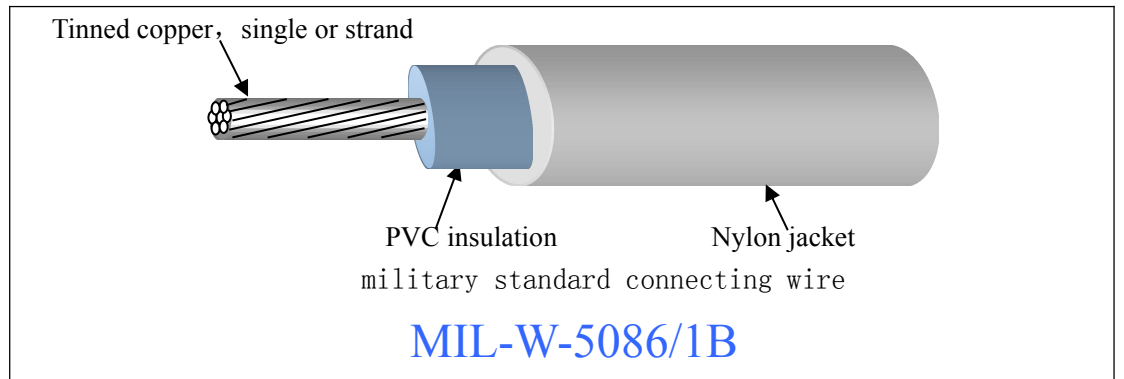 Tinned copper，single or strand
PVC insulation
Nylon jacket
military standard connecting wire
MIL-W-5086/1B